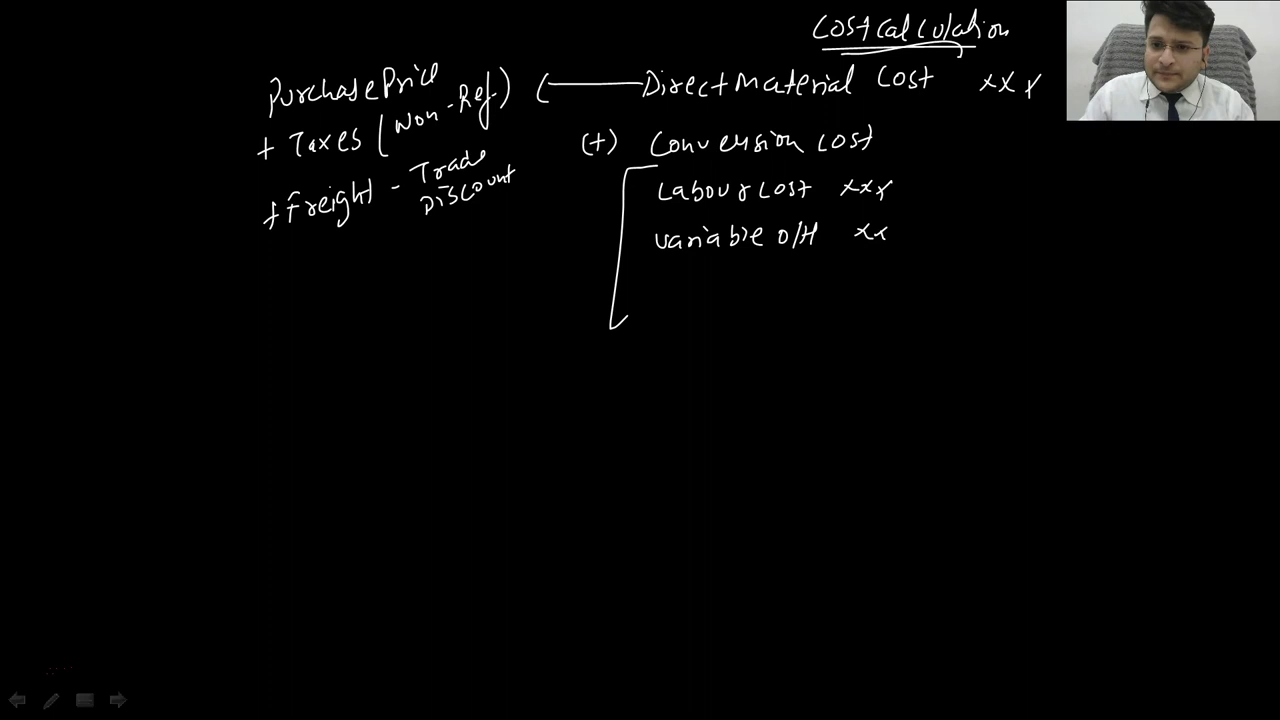 Cost calculation
Purchase Price
+ Taxes (Non-Ref.)
+ Freight - Trade
Discount
Direct Material Cost xxx
(+) Conversion Cost
Labour Cost xxx
variable O/H xx